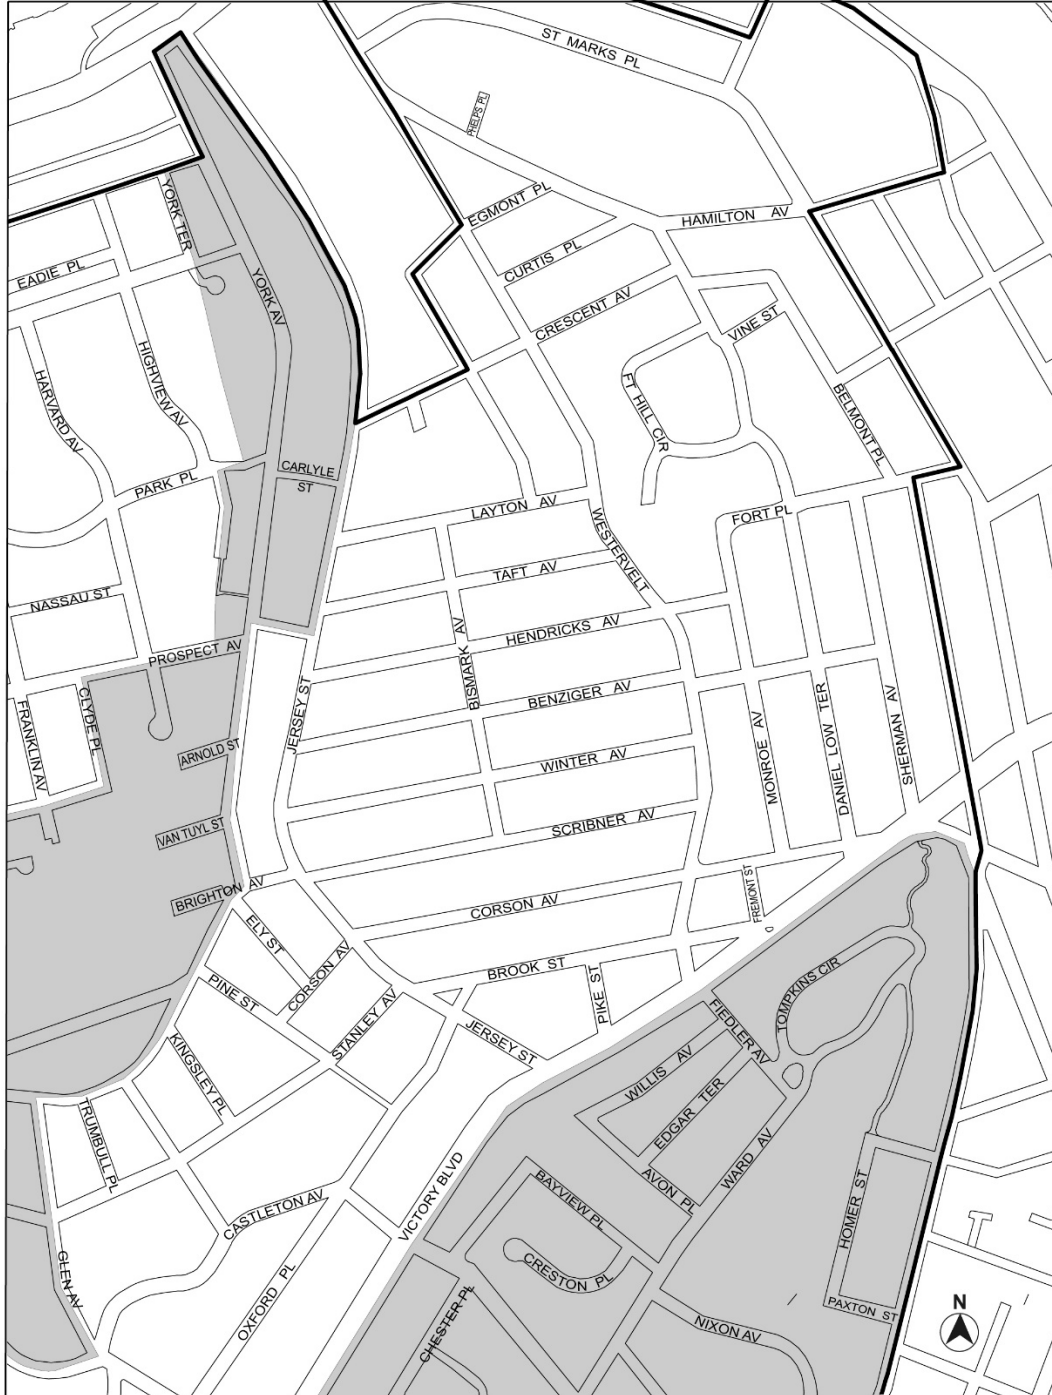 ST MARKS PL
PHELPS PL
EGMONT PL
HAMILTON AV
YORK TER
CURTIS PL
EADIE PL
YORK AV
CRESCENT AV
VINE ST
HARVARD AV
HIGHVIEW AV
FT HILL CIR
BELMONT PL
PARK PL
CARLYLE
ST
LAYTON AV
WESTERVELT
FORT PL
TAFT AV
NASSAU ST
HENDRICKS AV
PROSPECT AV
BISMARK AV
FRANKLIN AV
CLYDE PL
JERSEY ST
BENZIGER AV
MONROE AV
DANIEL LOW TER
SHERMAN AV
ARNOLD ST
WINTER AV
VAN TUYL ST
SCRIBNER AV
BRIGHTON AV
FREMONT ST
CORSON AV
ELY ST
CORSON AV
BROOK ST
PIKE ST
TOMPKINS CIR
PINE ST
STANLEY AV
JERSEY ST
FIEDLER AV
KINGSLEY PL
WILLIS AV
TRUMBULL PL
EDGAR TER
WARD AV
AVON PL
CASTLETON AV
VICTORY BLVD
BAYVIEW PL
HOMER ST
GLEN AV
OXFORD PL
CRESTON PL
CHESTER PL
PAXTON ST
NIXON AV
N